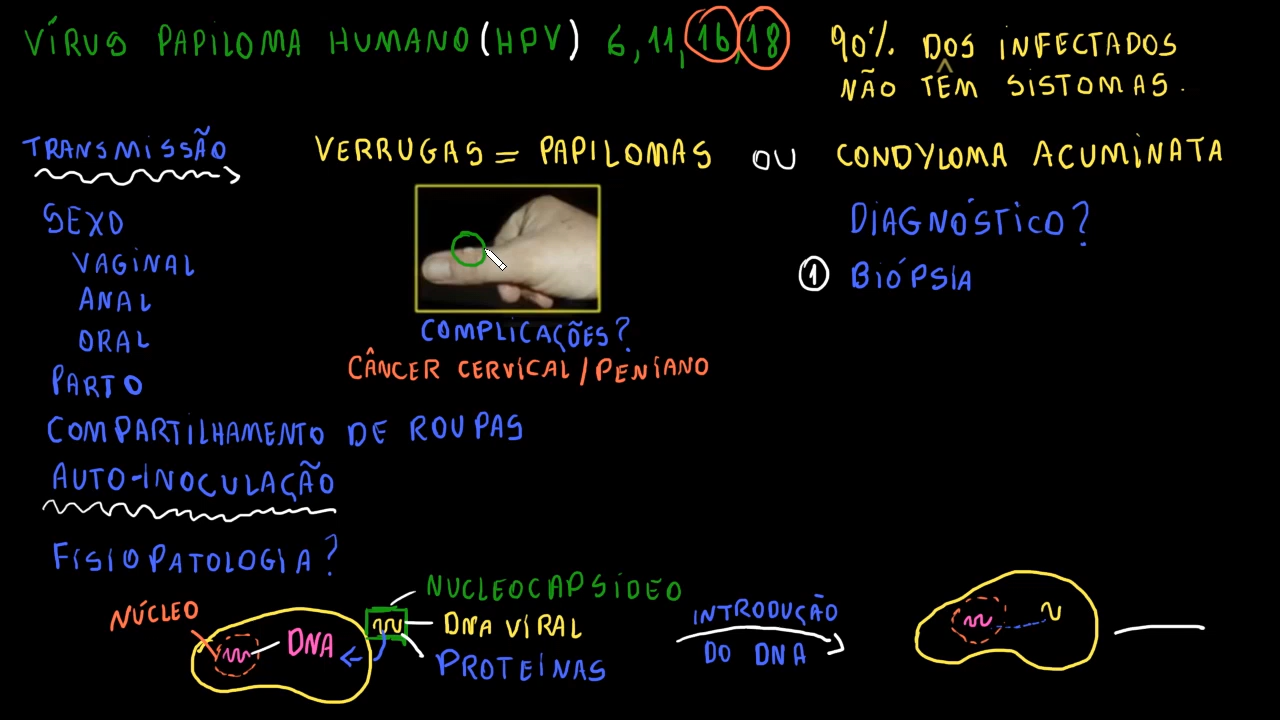 VÍRUS PAPILOMA HUMANO (HPV) 6, 11, 16, 18
90% DOS INFECTADOS
NÃO TÊM SISTOMAS.
TRANSMISSÃO
SEXO
VAGINAL
ANAL
ORAL
PARTO
COMPARTILHAMENTO DE ROUPAS
AUTO-INOCULAÇÃO
VERRUGAS = PAPILOMAS OU CONDYLOMA ACUMINATA
COMPLICAÇÕES?
CÂNCER CERVICAL / PENIANO
DIAGNÓSTICO?
1 BIÓPSIA
FISIOPATOLOGIA?
NÚCLEO
DNA
NUCLEOCAPSÍDEO
DNA VIRAL
PROTEÍNAS
INTRODUÇÃO
DO DNA